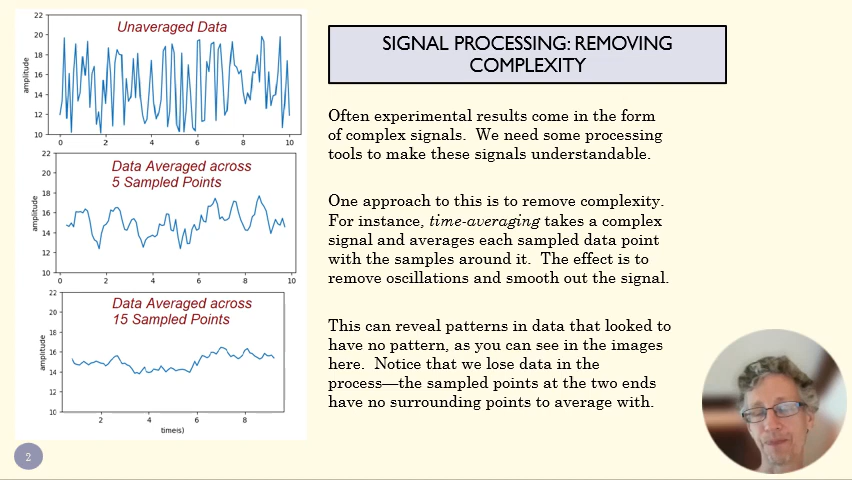 Unaveraged Data
22
20
18
16
14
12
10
amplitude
0 2 4 6 8 10
Data Averaged across
5 Sampled Points
22
20
18
16
14
12
10
amplitude
0 2 4 6 8 10
Data Averaged across
15 Sampled Points
22
20
18
16
14
12
10
amplitude
2 4 6 8
time(s)
2
SIGNAL PROCESSING: REMOVING
COMPLEXITY
Often experimental results come in the form
of complex signals. We need some processing
tools to make these signals understandable.
One approach to this is to remove complexity.
For instance, time-averaging takes a complex
signal and averages each sampled data point
with the samples around it. The effect is to
remove oscillations and smooth out the signal.
This can reveal patterns in data that looked to
have no pattern, as you can see in the images
here. Notice that we lose data in the
process—the sampled points at the two ends
have no surrounding points to average with.